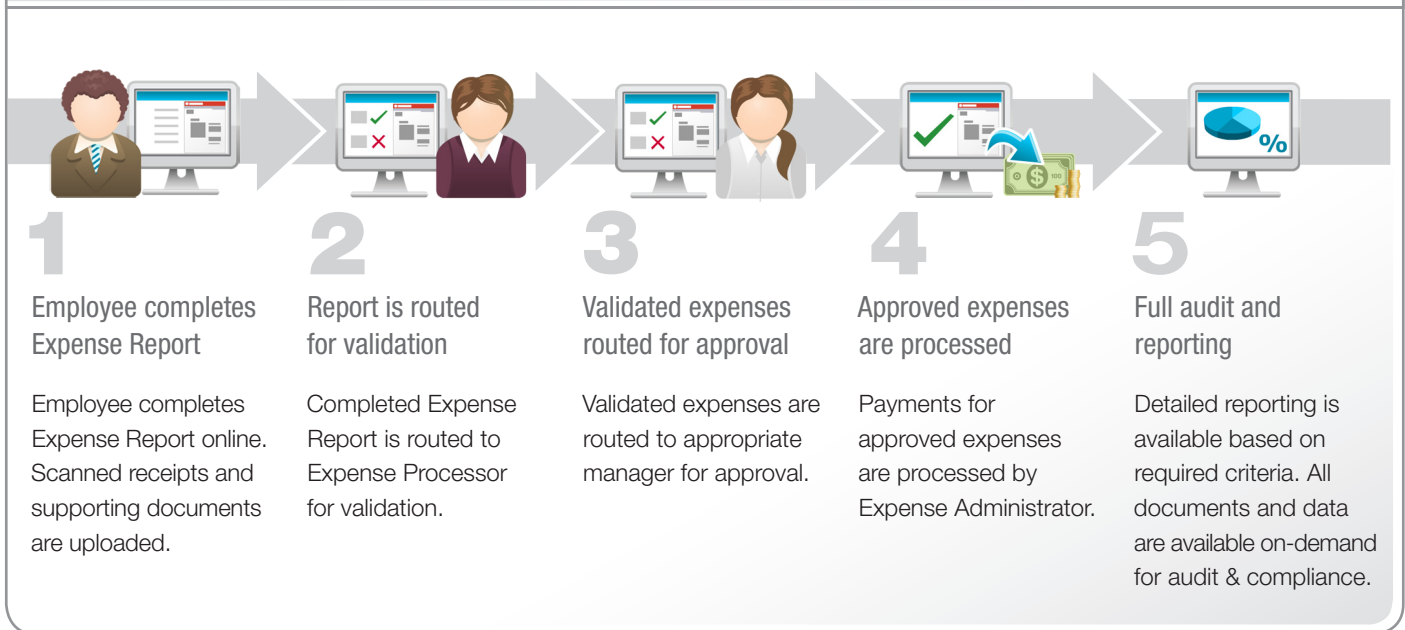 1
Employee completes
Expense Report
Employee completes
Expense Report online.
Scanned receipts and
supporting documents
are uploaded.
2
Report is routed
for validation
Completed Expense
Report is routed to
Expense Processor
for validation.
3
Validated expenses
routed for approval
Validated expenses are
routed to appropriate
manager for approval.
$ 100
4
Approved expenses
are processed
Payments for
approved expenses
are processed by
Expense Administrator.
%
5
Full audit and
reporting
Detailed reporting is
available based on
required criteria. All
documents and data
are available on-demand
for audit & compliance.